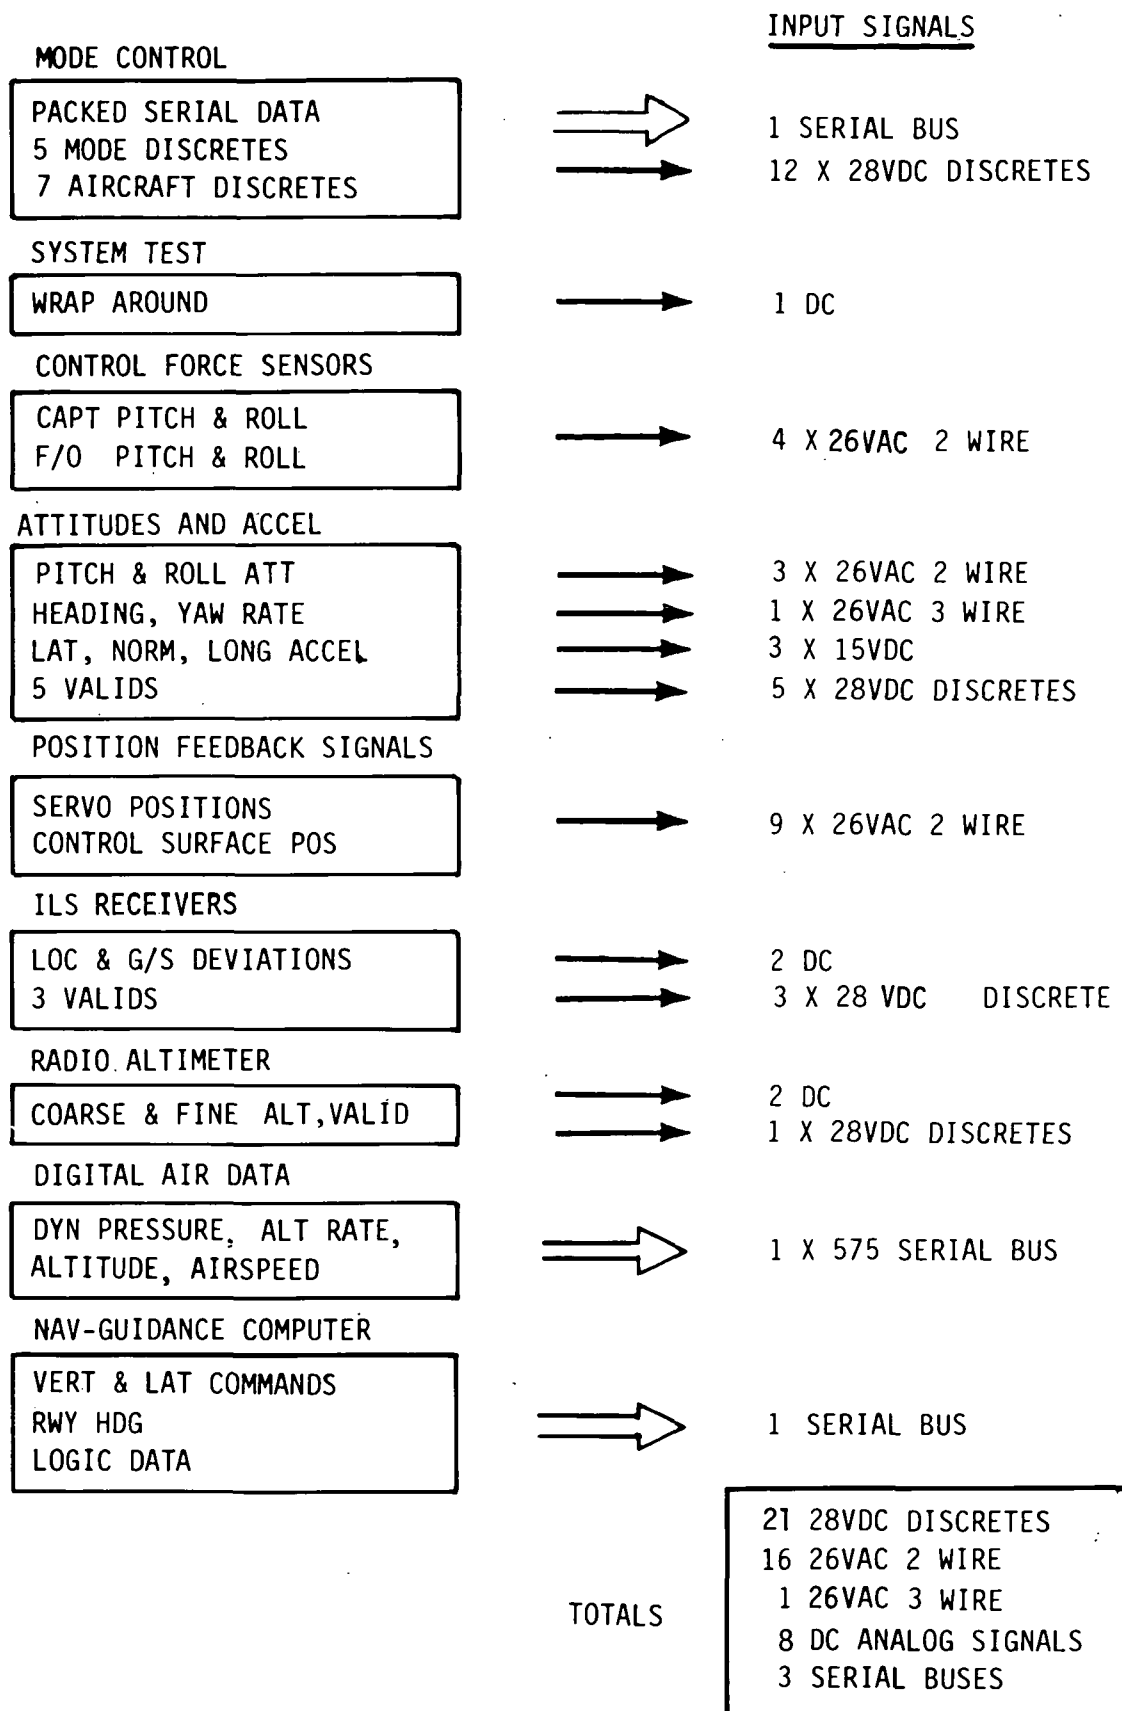 INPUT SIGNALS
MODE CONTROL
PACKED SERIAL DATA
5 MODE DISCRETES
7 AIRCRAFT DISCRETES
1 SERIAL BUS
12 X 28VDC DISCRETES
SYSTEM TEST
WRAP AROUND
1 DC
CONTROL FORCE SENSORS
CAPT PITCH & ROLL
F/O PITCH & ROLL
4 X 26VAC 2 WIRE
ATTITUDES AND ACCEL
PITCH & ROLL ATT
HEADING, YAW RATE
LAT, NORM, LONG ACCEL
5 VALIDS
3 X 26VAC 2 WIRE
1 X 26VAC 3 WIRE
3 X 15VDC
5 X 28VDC DISCRETES
POSITION FEEDBACK SIGNALS
SERVO POSITIONS
CONTROL SURFACE POS
9 X 26VAC 2 WIRE
ILS RECEIVERS
LOC & G/S DEVIATIONS
3 VALIDS
2 DC
3 X 28 VDC DISCRETE
RADIO ALTIMETER
COARSE & FINE ALT,VALID
2 DC
1 X 28VDC DISCRETES
DIGITAL AIR DATA
DYN PRESSURE, ALT RATE,
ALTITUDE, AIRSPEED
1 X 575 SERIAL BUS
NAV-GUIDANCE COMPUTER
VERT & LAT COMMANDS
RWY HDG
LOGIC DATA
1 SERIAL BUS
TOTALS
21 28VDC DISCRETES
16 26VAC 2 WIRE
1 26VAC 3 WIRE
8 DC ANALOG SIGNALS
3 SERIAL BUSES